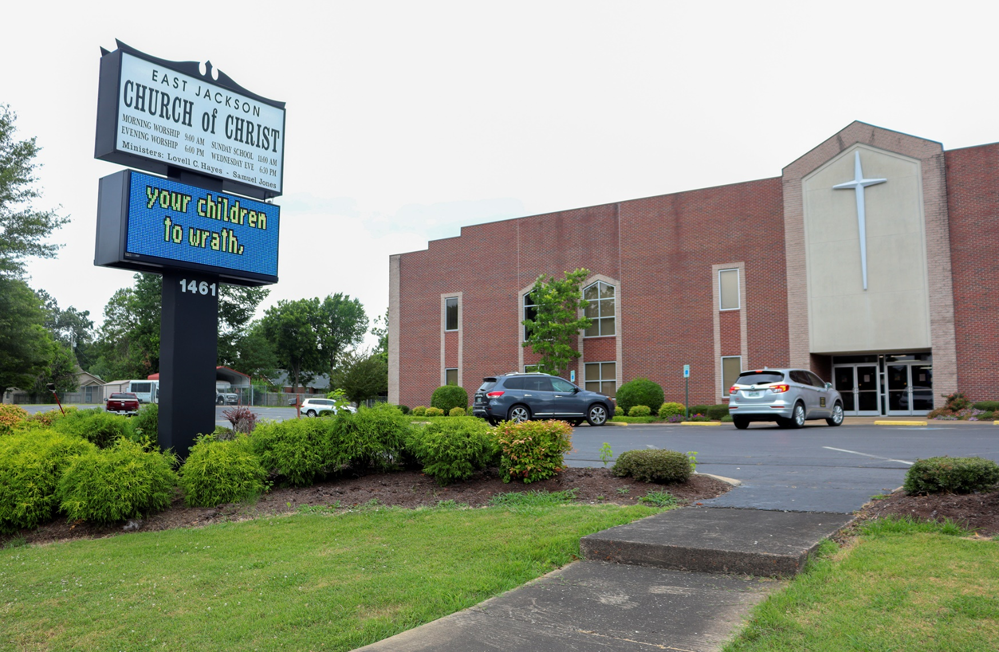 EAST JACKSON
CHURCH of CHRIST
MORNING WORSHIP 9:00 AM SUNDAY SCHOOL 11:00 AM
EVENING WORSHIP 6:00 PM WEDNESDAY EVE 6:30 PM
Ministers: Lovell C. Hayes - Samuel Jones
your children
to wrath,
1461